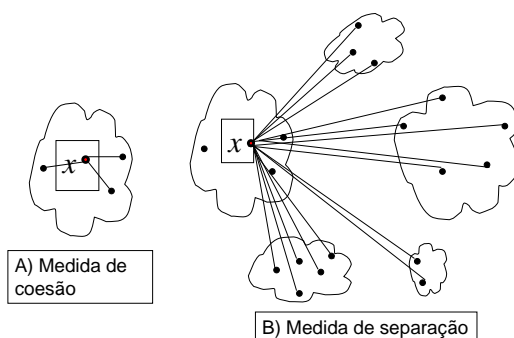 x
x
A) Medida de
coesão
B) Medida de separação